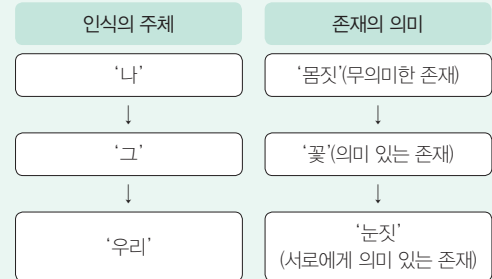 인식의 주체
존재의 의미
‘나’
‘몸짓’(무의미한 존재)
↓
↓
‘그’
‘꽃’(의미 있는 존재)
↓
↓
‘우리’
‘눈짓’
(서로에게 의미 있는 존재)